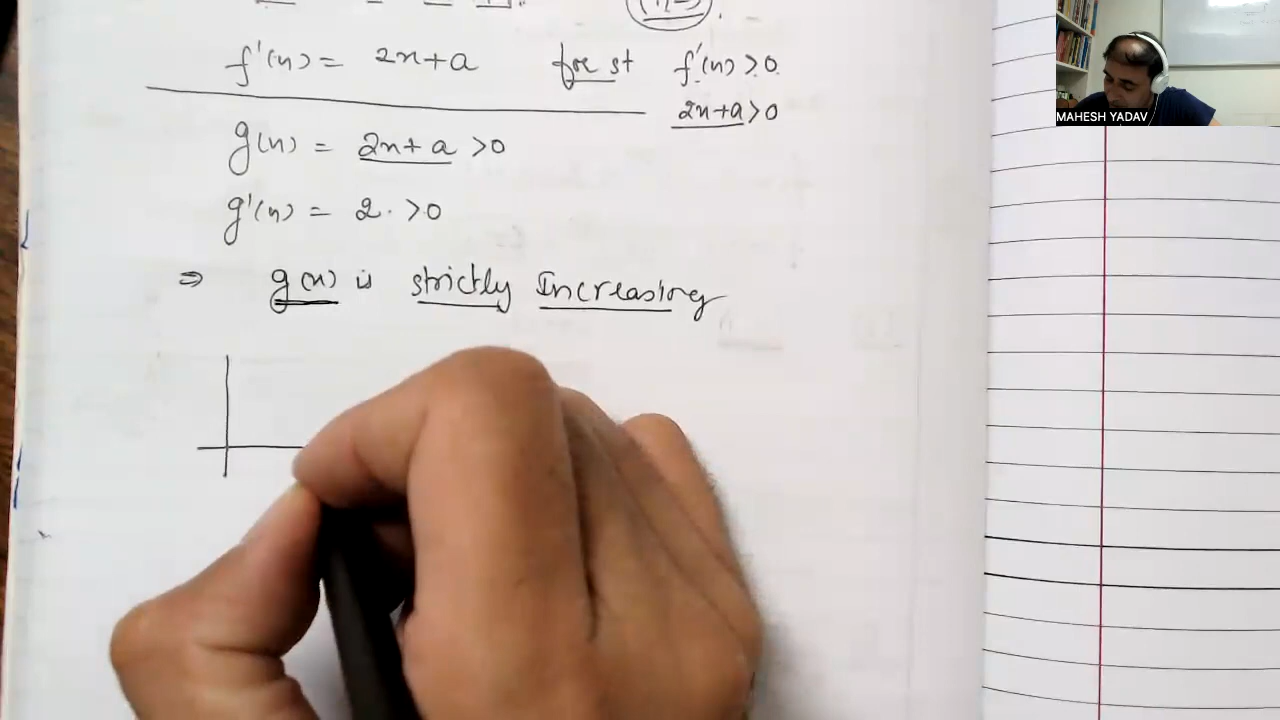 f'(x) = 2x+a for st f'(x) > 0.
2x+a > 0
g(x) = 2x+a > 0
g'(x) = 2. > 0
⇒ g(x) is strictly Increasing
MAHESH YADAV